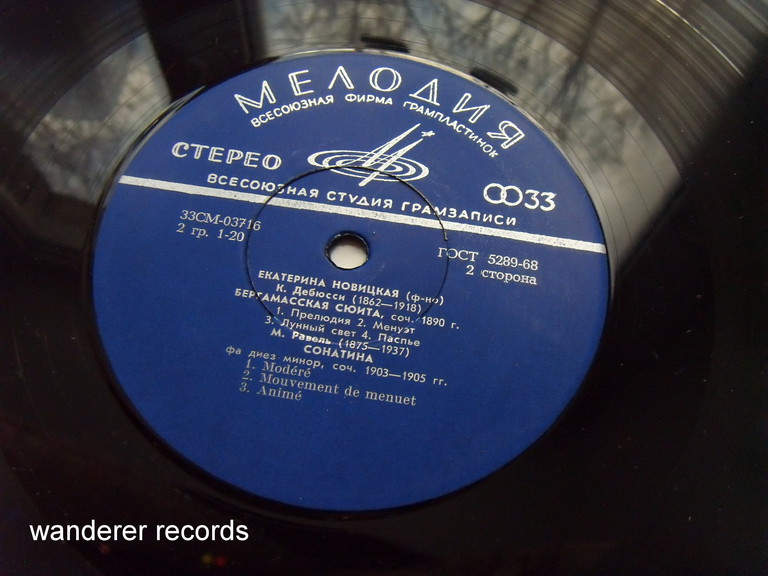 МЕЛОДИЯ
ВСЕСОЮЗНАЯ ФИРМА ГРАМПЛАСТИНОК
СТЕРЕО
33
ВСЕСОЮЗНАЯ СТУДИЯ ГРАМЗАПИСИ
33СМ-03716
2 гр. 1-20
ГОСТ 5289-68
2 сторона
ЕКАТЕРИНА НОВИЦКАЯ (ф-но)
К. Дебюсси (1862—1918)
БЕРГАМАССКАЯ СЮИТА, соч. 1890 г.
1. Прелюдия 2. Менуэт
3. Лунный свет 4. Паспье
М. Равель (1875—1937)
СОНАТИНА
фа диез минор, соч. 1903—1905 гг.
1. Modéré
2. Mouvement de menuet
3. Animé
wanderer records